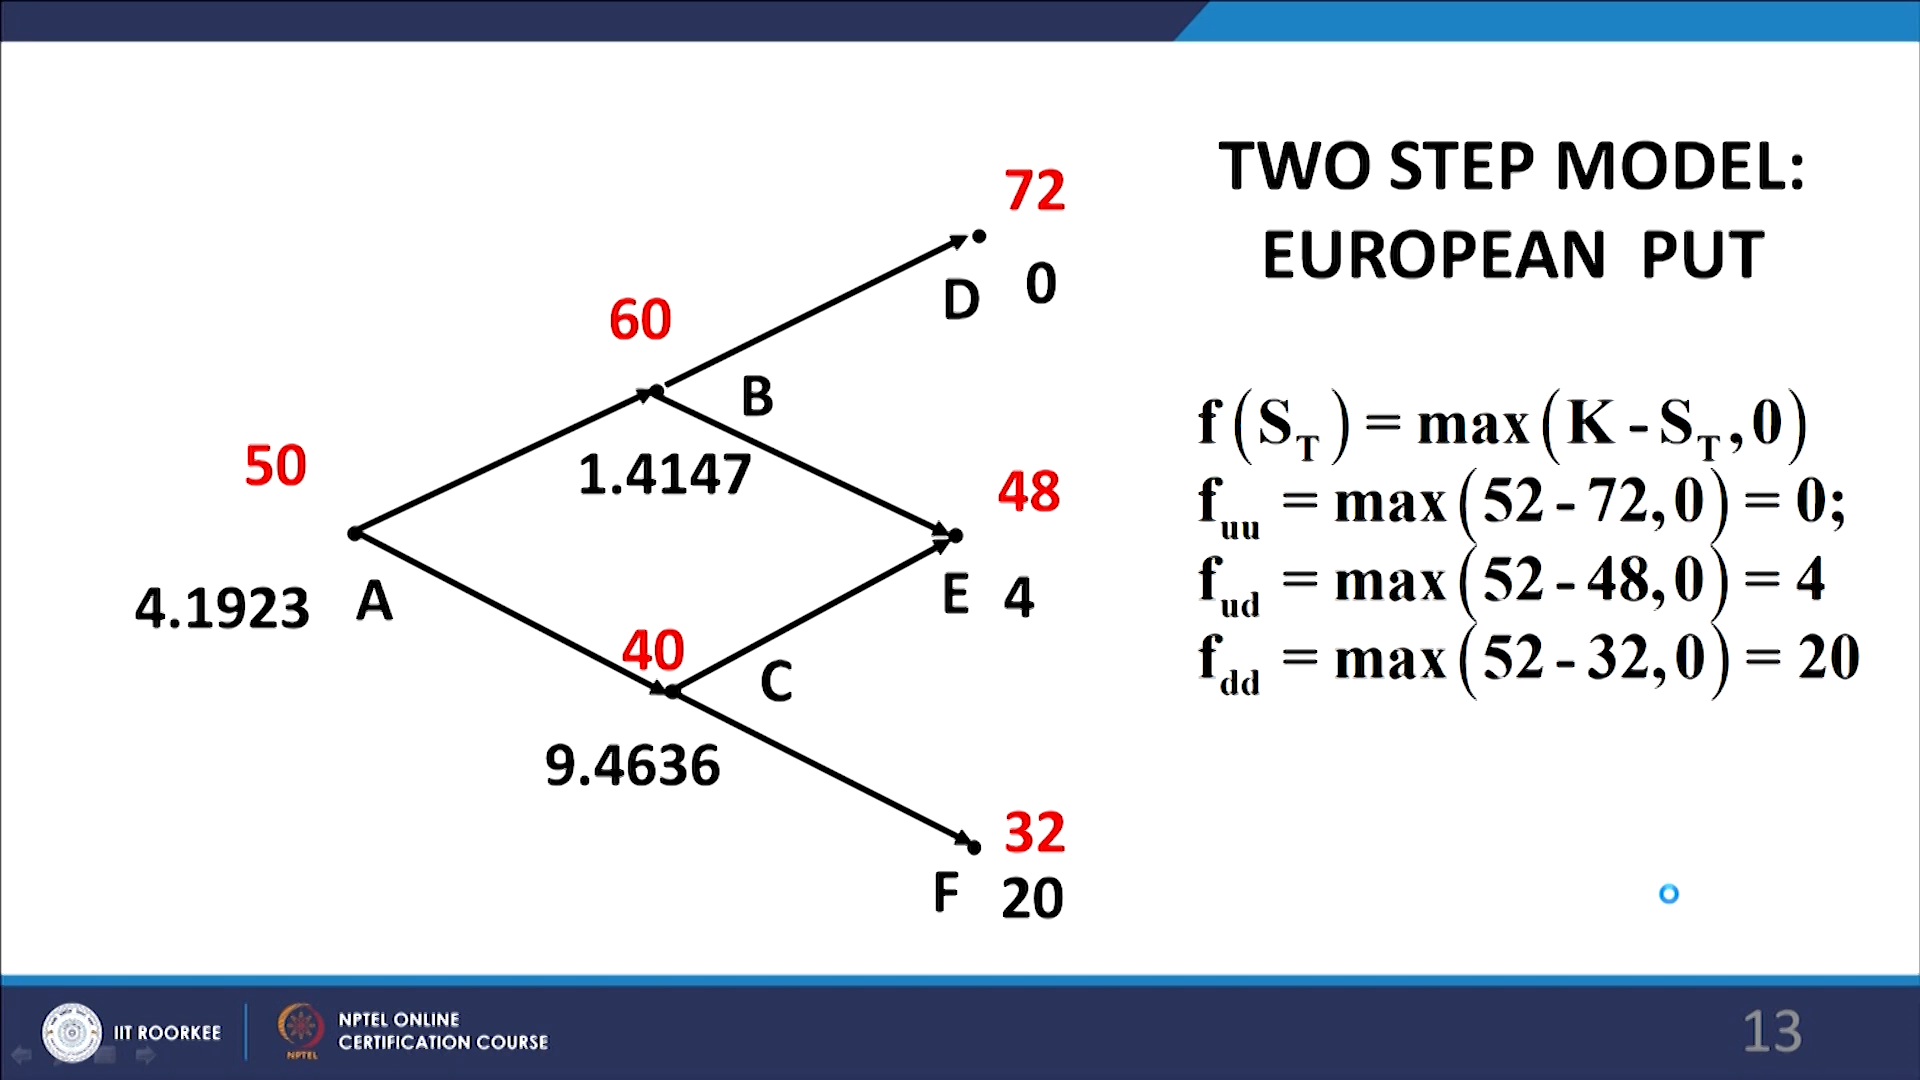 TWO STEP MODEL:
EUROPEAN PUT
72
D 0
60
B
1.4147
50
4.1923 A
48
E 4
40
C
9.4636
32
F 20
f(S_T) = max(K - S_T, 0)
f_uu = max(52 - 72, 0) = 0;
f_ud = max(52 - 48, 0) = 4
f_dd = max(52 - 32, 0) = 20
IIT ROORKEE
NPTEL
NPTEL ONLINE
CERTIFICATION COURSE
13